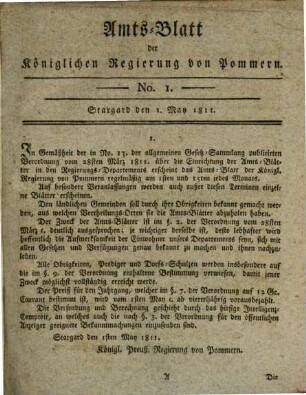 Amts-Blatt
der
Königlichen Regierung von Pommern.
No. 1.
Stargard den 1. May 1811.
1.
In Gemäßheit der in No. 13. der allgemeinen Gesetz-Sammlung publicirten
Verordnung vom 28sten März 1811. über die Einrichtung der Amts-Blät-
ter in den Regierungs-Departements erscheint das Amts-Blatt der Königl.
Regierung von Pommern regelmäßig am 1sten und 15ten jedes Monats.
Auf besondere Veranlassungen werden auch außer diesen Terminen einzel-
ne Blätter erscheinen.
Den löblichen Gemeinden soll durch ihre Obrigkeiten bekannt gemacht wer-
den, aus welchen Vertheilungs-Orten sie die Amts-Blätter abzuholen haben.
Der Zweck der Amts-Blätter ist im §. 2. der Verordnung vom 28sten
März c. deutlich ausgesprochen; je wichtiger derselbe ist, desto lebhafter wird
hoffentlich die Aufmerksamkeit der Einwohner unsers Departements seyn, sich mit
allen Vorschriften und Verfügungen genau bekannt zu machen und ihnen nachzu-
leben.
Alle Obrigkeiten, Prediger und Dorfs-Schulzen werden insbesondere auf
die im §. 9. der Verordnung enthaltene Bestimmung verwiesen, damit jener
Zweck möglichst vollständig erreicht werde.
Der Preiß für den Jahrgang, welcher im §. 7. der Verordnung auf 12 Gr.
Courant bestimmt ist, wird vom 1sten May c. ab vierteljährig vorausbezahlt.
Die Versendung und Berechnung geschieht durch das hiesige Intelligenz-
Comtoir, an welches auch die nach §. 3. der Verordnung für den öffentlichen
Anzeiger geeignete Bekanntmachungen einzusenden sind.
Stargard den 1sten May 1811.
Königl. Preuß. Regierung von Pommern.
A
Die